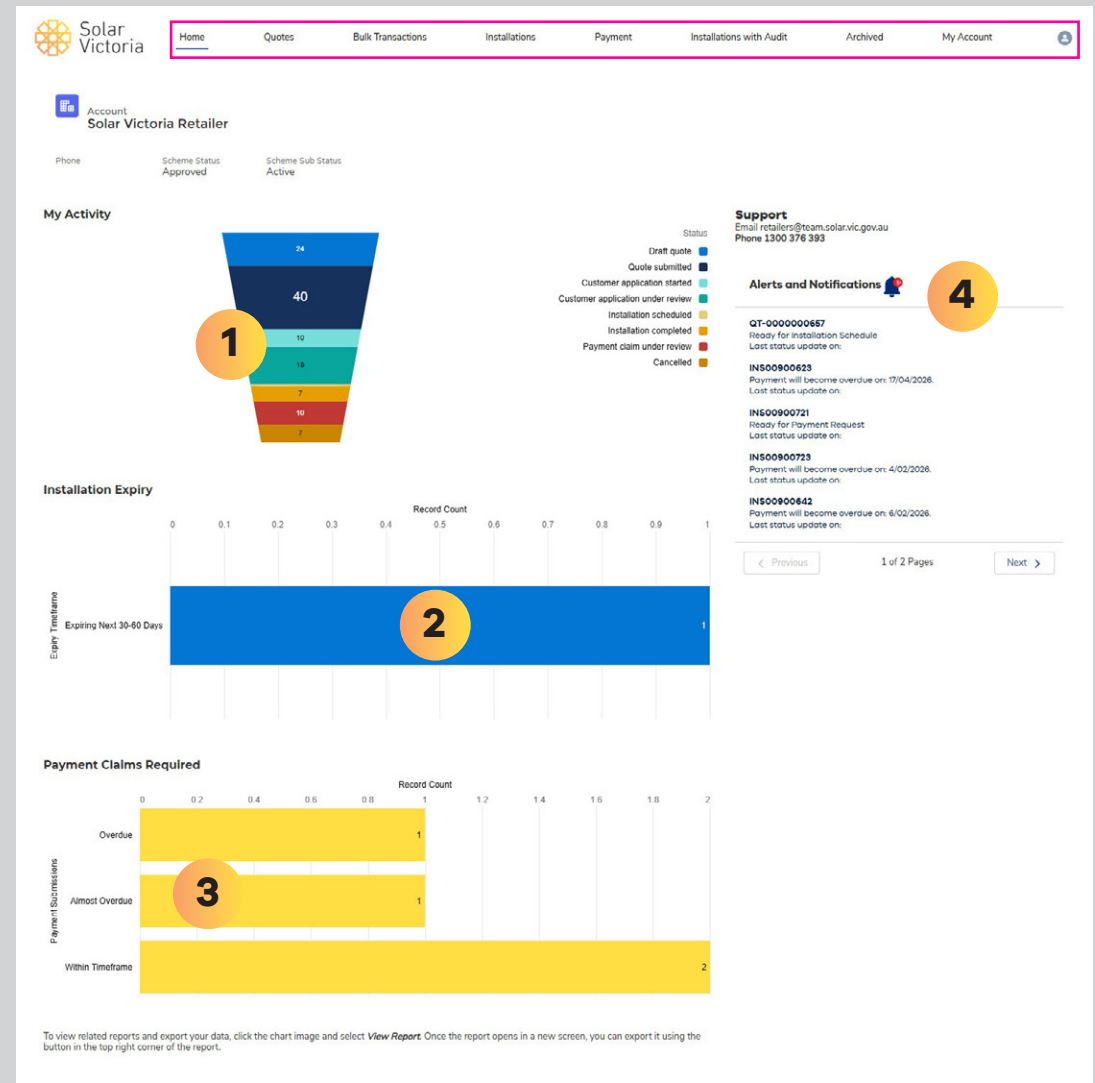 Solar
Victoria
Home Quotes Bulk Transactions Installations Payment Installations with Audit Archived My Account
Account
Solar Victoria Retailer
Phone Scheme Status Scheme Sub Status
Approved Active
My Activity
24
40
10
19
7
10
7
1
Status
Draft quote
Quote submitted
Customer application started
Customer application under review
Installation scheduled
Installation completed
Payment claim under review
Cancelled
Support
Email retailers@team.solar.vic.gov.au
Phone 1300 376 393
Alerts and Notifications
4
QT-0000000657
Ready for Installation Schedule
Last status update on:
INS00900623
Payment will become overdue on: 17/04/2026.
Last status update on:
INS00900721
Ready for Payment Request
Last status update on:
INS00900723
Payment will become overdue on: 4/02/2026.
Last status update on:
INS00900642
Payment will become overdue on: 6/02/2026.
Last status update on:
Previous 1 of 2 Pages Next
Installation Expiry
Record Count
0 0.1 0.2 0.3 0.4 0.5 0.6 0.7 0.8 0.9 1
Expiry Timeframe
Expiring Next 30-60 Days
2
1
Payment Claims Required
Record Count
0 0.2 0.4 0.6 0.8 1 1.2 1.4 1.6 1.8 2
Payment Submissions
Overdue 1
Almost Overdue 1
3
Within Timeframe 2
To view related reports and export your data, click the chart image and select View Report. Once the report opens in a new screen, you can export it using the
button in the top right corner of the report.